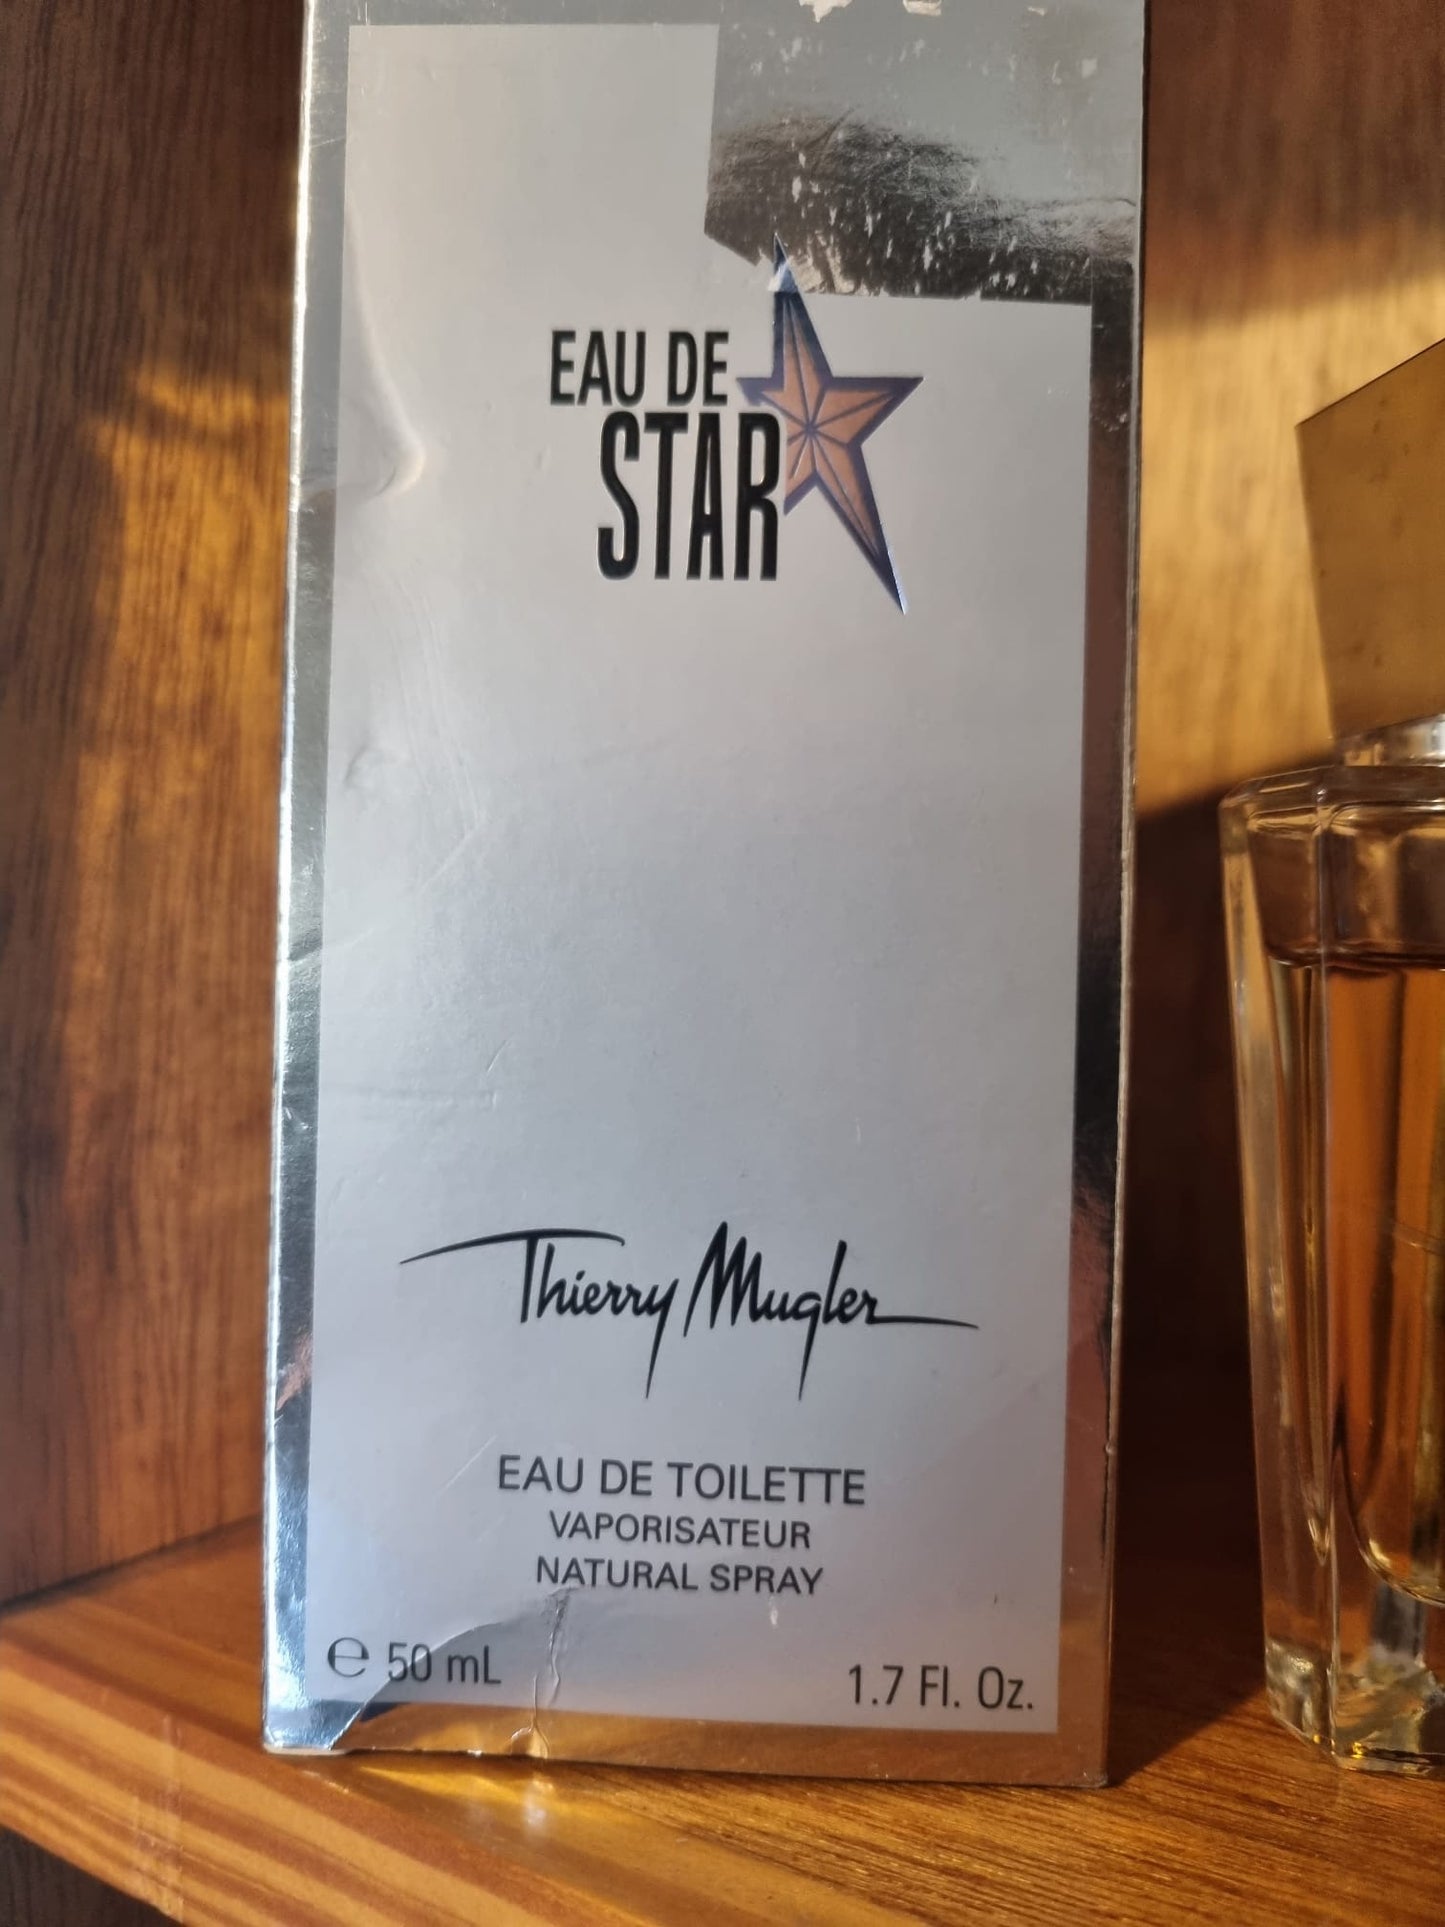 EAU DE
STAR
Thierry Mugler
EAU DE TOILETTE
VAPORISATEUR
NATURAL SPRAY
℮ 50 mL 1.7 Fl. Oz.